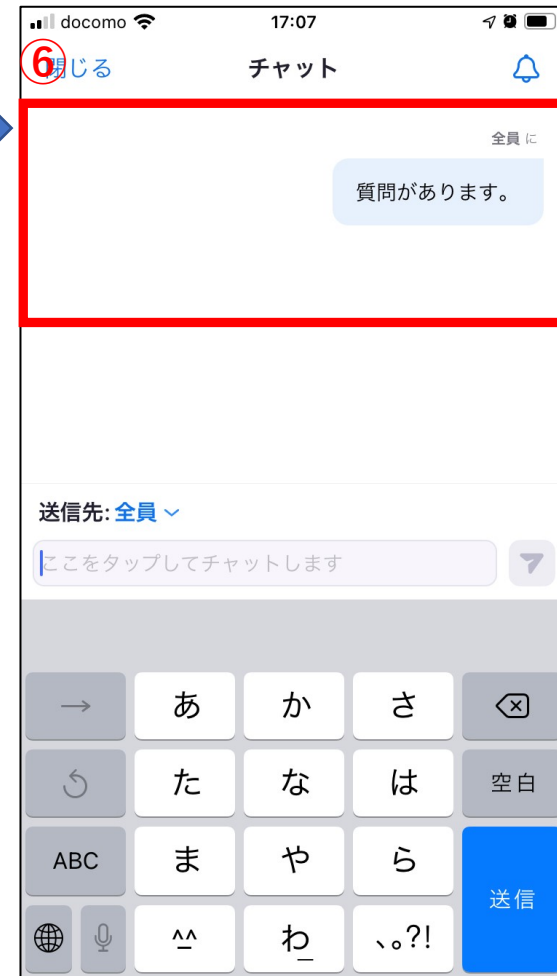 docomo 17:07
⑥
閉じる チャット
全員 に
質問があります。
送信先: 全員
ここをタップしてチャットします
→ あ か さ
た な は 空白
ABC ま や ら
送信
^^ わ_ 、。?!